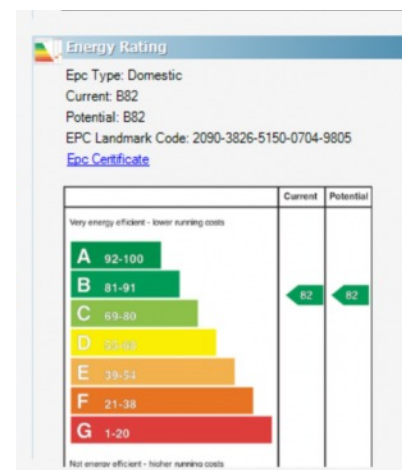 Energy Rating
Epc Type: Domestic
Current: B82
Potential: B82
EPC Landmark Code: 2090-3826-5150-0704-9805
Epc Certificate
Current Potential
Very energy efficient - lower running costs
A 92-100
B 81-91
82 82
C 69-80
D 55-68
E 39-54
F 21-38
G 1-20
Not energy efficient - higher running costs